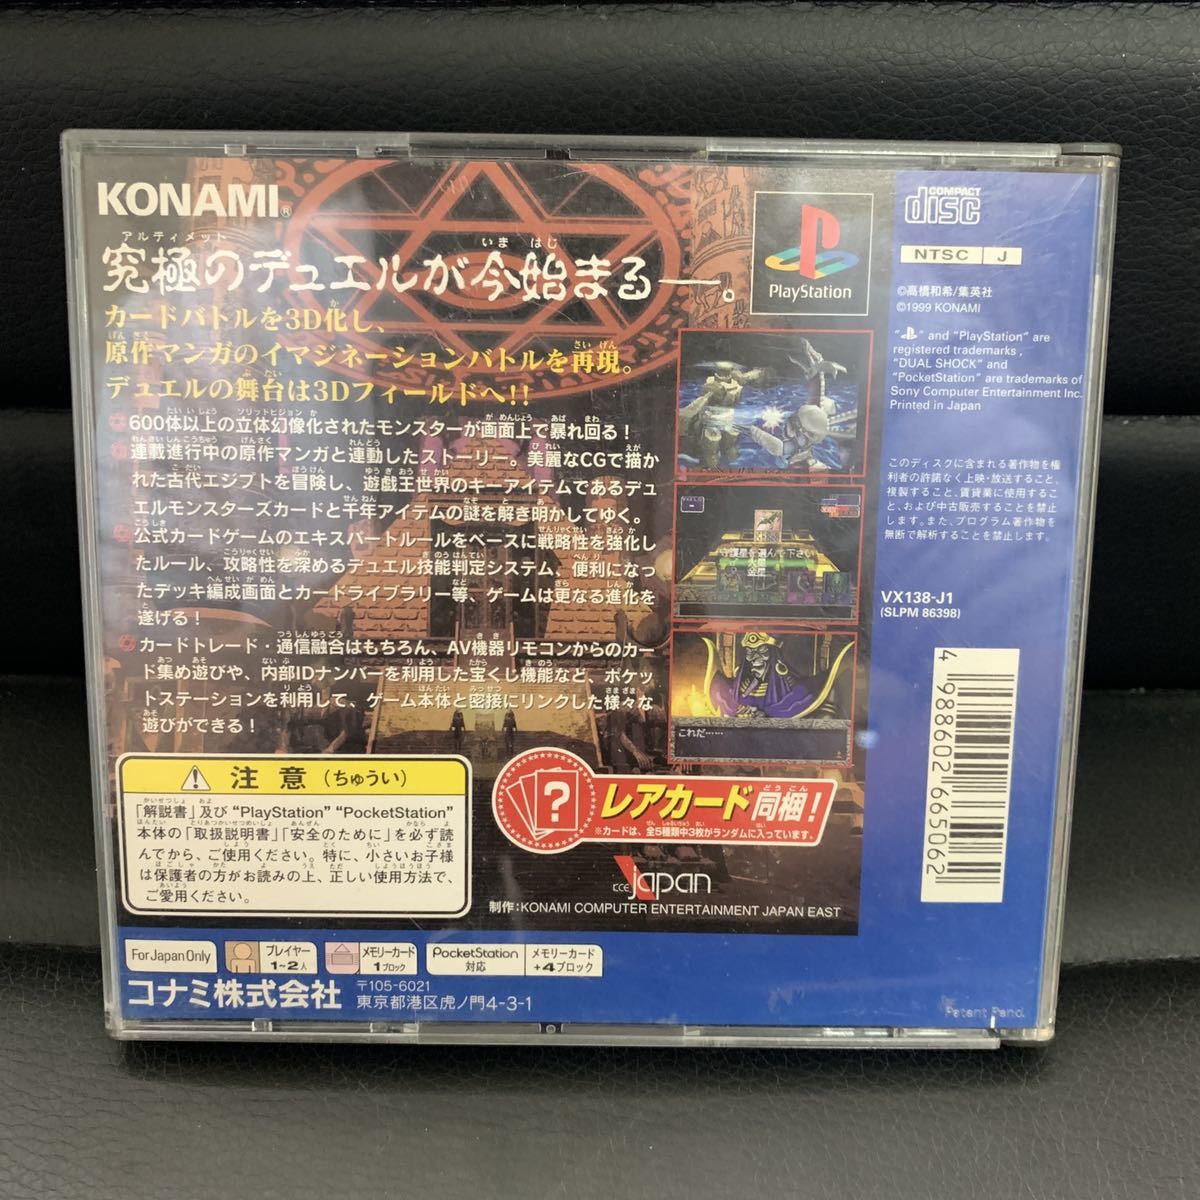 KONAMI®
アルティメット いま はじ
究極のデュエルが今始まる—。
カードバトルを3D化し、
原作マンガのイマジネーションバトルを再現。
デュエルの舞台は3Dフィールドへ!!
600体以上の立体幻像化されたモンスターが画面上で暴れ回る!
連載進行中の原作マンガと連動したストーリー。美麗なCGで描か
れた古代エジプトを冒険し、遊戯王世界のキーアイテムであるデュ
エルモンスターズカードと千年アイテムの謎を解き明かしてゆく。
公式カードゲームのエキスパートルールをベースに戦略性を強化し
たルール、攻略性を深めるデュエル技能判定システム、便利になっ
たデッキ編成画面とカードライブラリー等、ゲームは更なる進化を
遂げる!
カードトレード・通信融合はもちろん、AV機器リモコンからのカー
ド集め遊びや、内部IDナンバーを利用した宝くじ機能など、ポケッ
トステーションを利用して、ゲーム本体と密接にリンクした様々な
遊びができる!
注意(ちゅうい)
「解説書」及び“PlayStation”“PocketStation”
本体の「取扱説明書」「安全のために」を必ず読
んでから、ご使用ください。特に、小さいお子様
は保護者の方がお読みの上、正しい使用方法で、
ご愛用ください。
?
レアカード同梱!
※カードは、全5種類中3枚がランダムに入っています。
KCE japan
制作:KONAMI COMPUTER ENTERTAINMENT JAPAN EAST
守護星を選んで下さい
これだ……
PlayStation
COMPACT
disc
NTSC J
©高橋和希/集英社
©1999 KONAMI
" " and "PlayStation" are
registered trademarks ,
"DUAL SHOCK" and
"PocketStation" are trademarks of
Sony Computer Entertainment Inc.
Printed in Japan
このディスクに含まれる著作物を権
利者の許諾なく上映・放送すること、
複製すること、賃貸業に使用するこ
と、および中古販売することを禁止
します。また、プログラム著作物を
無断で解析することを禁止します。
VX138-J1
(SLPM 86398)
4 988602 665062
For Japan Only
プレイヤー
1~2人
メモリーカード
1ブロック
PocketStation
対応
メモリーカード
+4ブロック
コナミ株式会社
〒105-6021
東京都港区虎ノ門4-3-1
Patent Pend.